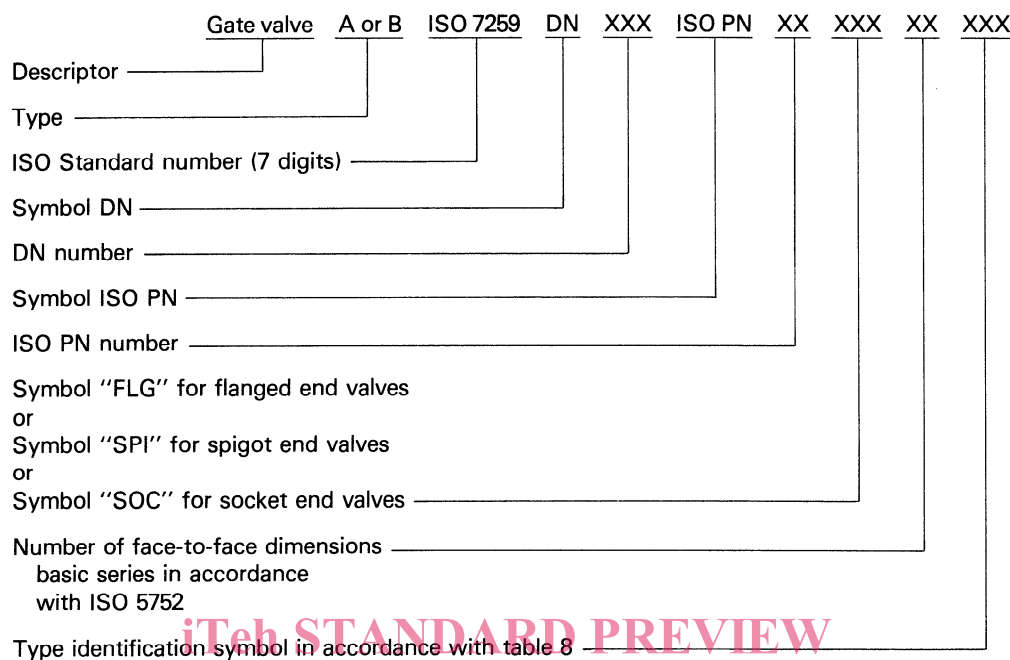 Gate valve A or B ISO 7259 DN XXX ISO PN XX XXX XX XXX
Descriptor
Type
ISO Standard number (7 digits)
Symbol DN
DN number
Symbol ISO PN
ISO PN number
Symbol ''FLG'' for flanged end valves
or
Symbol ''SPI'' for spigot end valves
or
Symbol ''SOC'' for socket end valves
Number of face-to-face dimensions
basic series in accordance
with ISO 5752
iTeh STANDARD PREVIEW
Type identification symbol in accordance with table 8